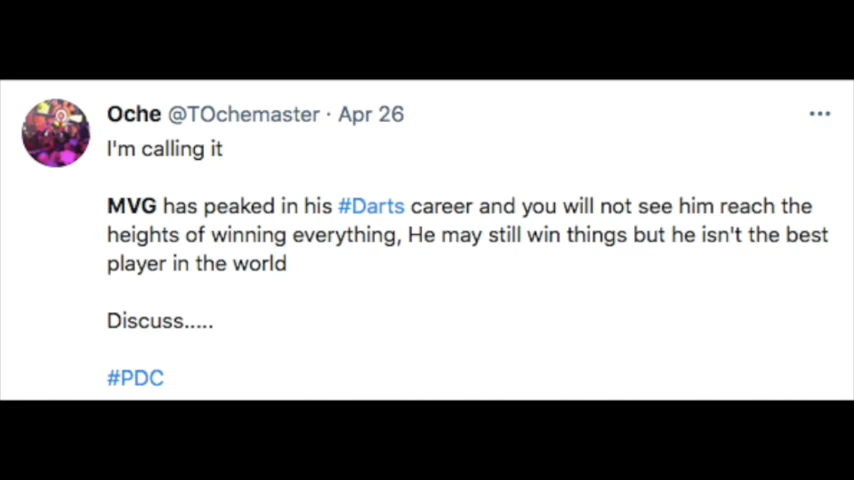 Oche @TOchemaster · Apr 26
I'm calling it
MVG has peaked in his #Darts career and you will not see him reach the
heights of winning everything, He may still win things but he isn't the best
player in the world
Discuss.....
#PDC